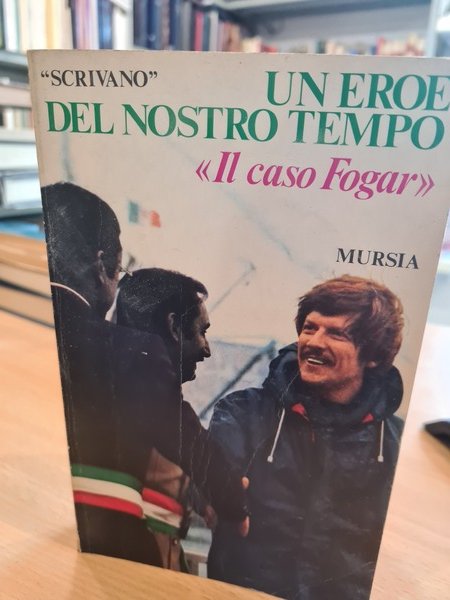 "SCRIVANO"
UN EROE
DEL NOSTRO TEMPO
«Il caso Fogar»
MURSIA